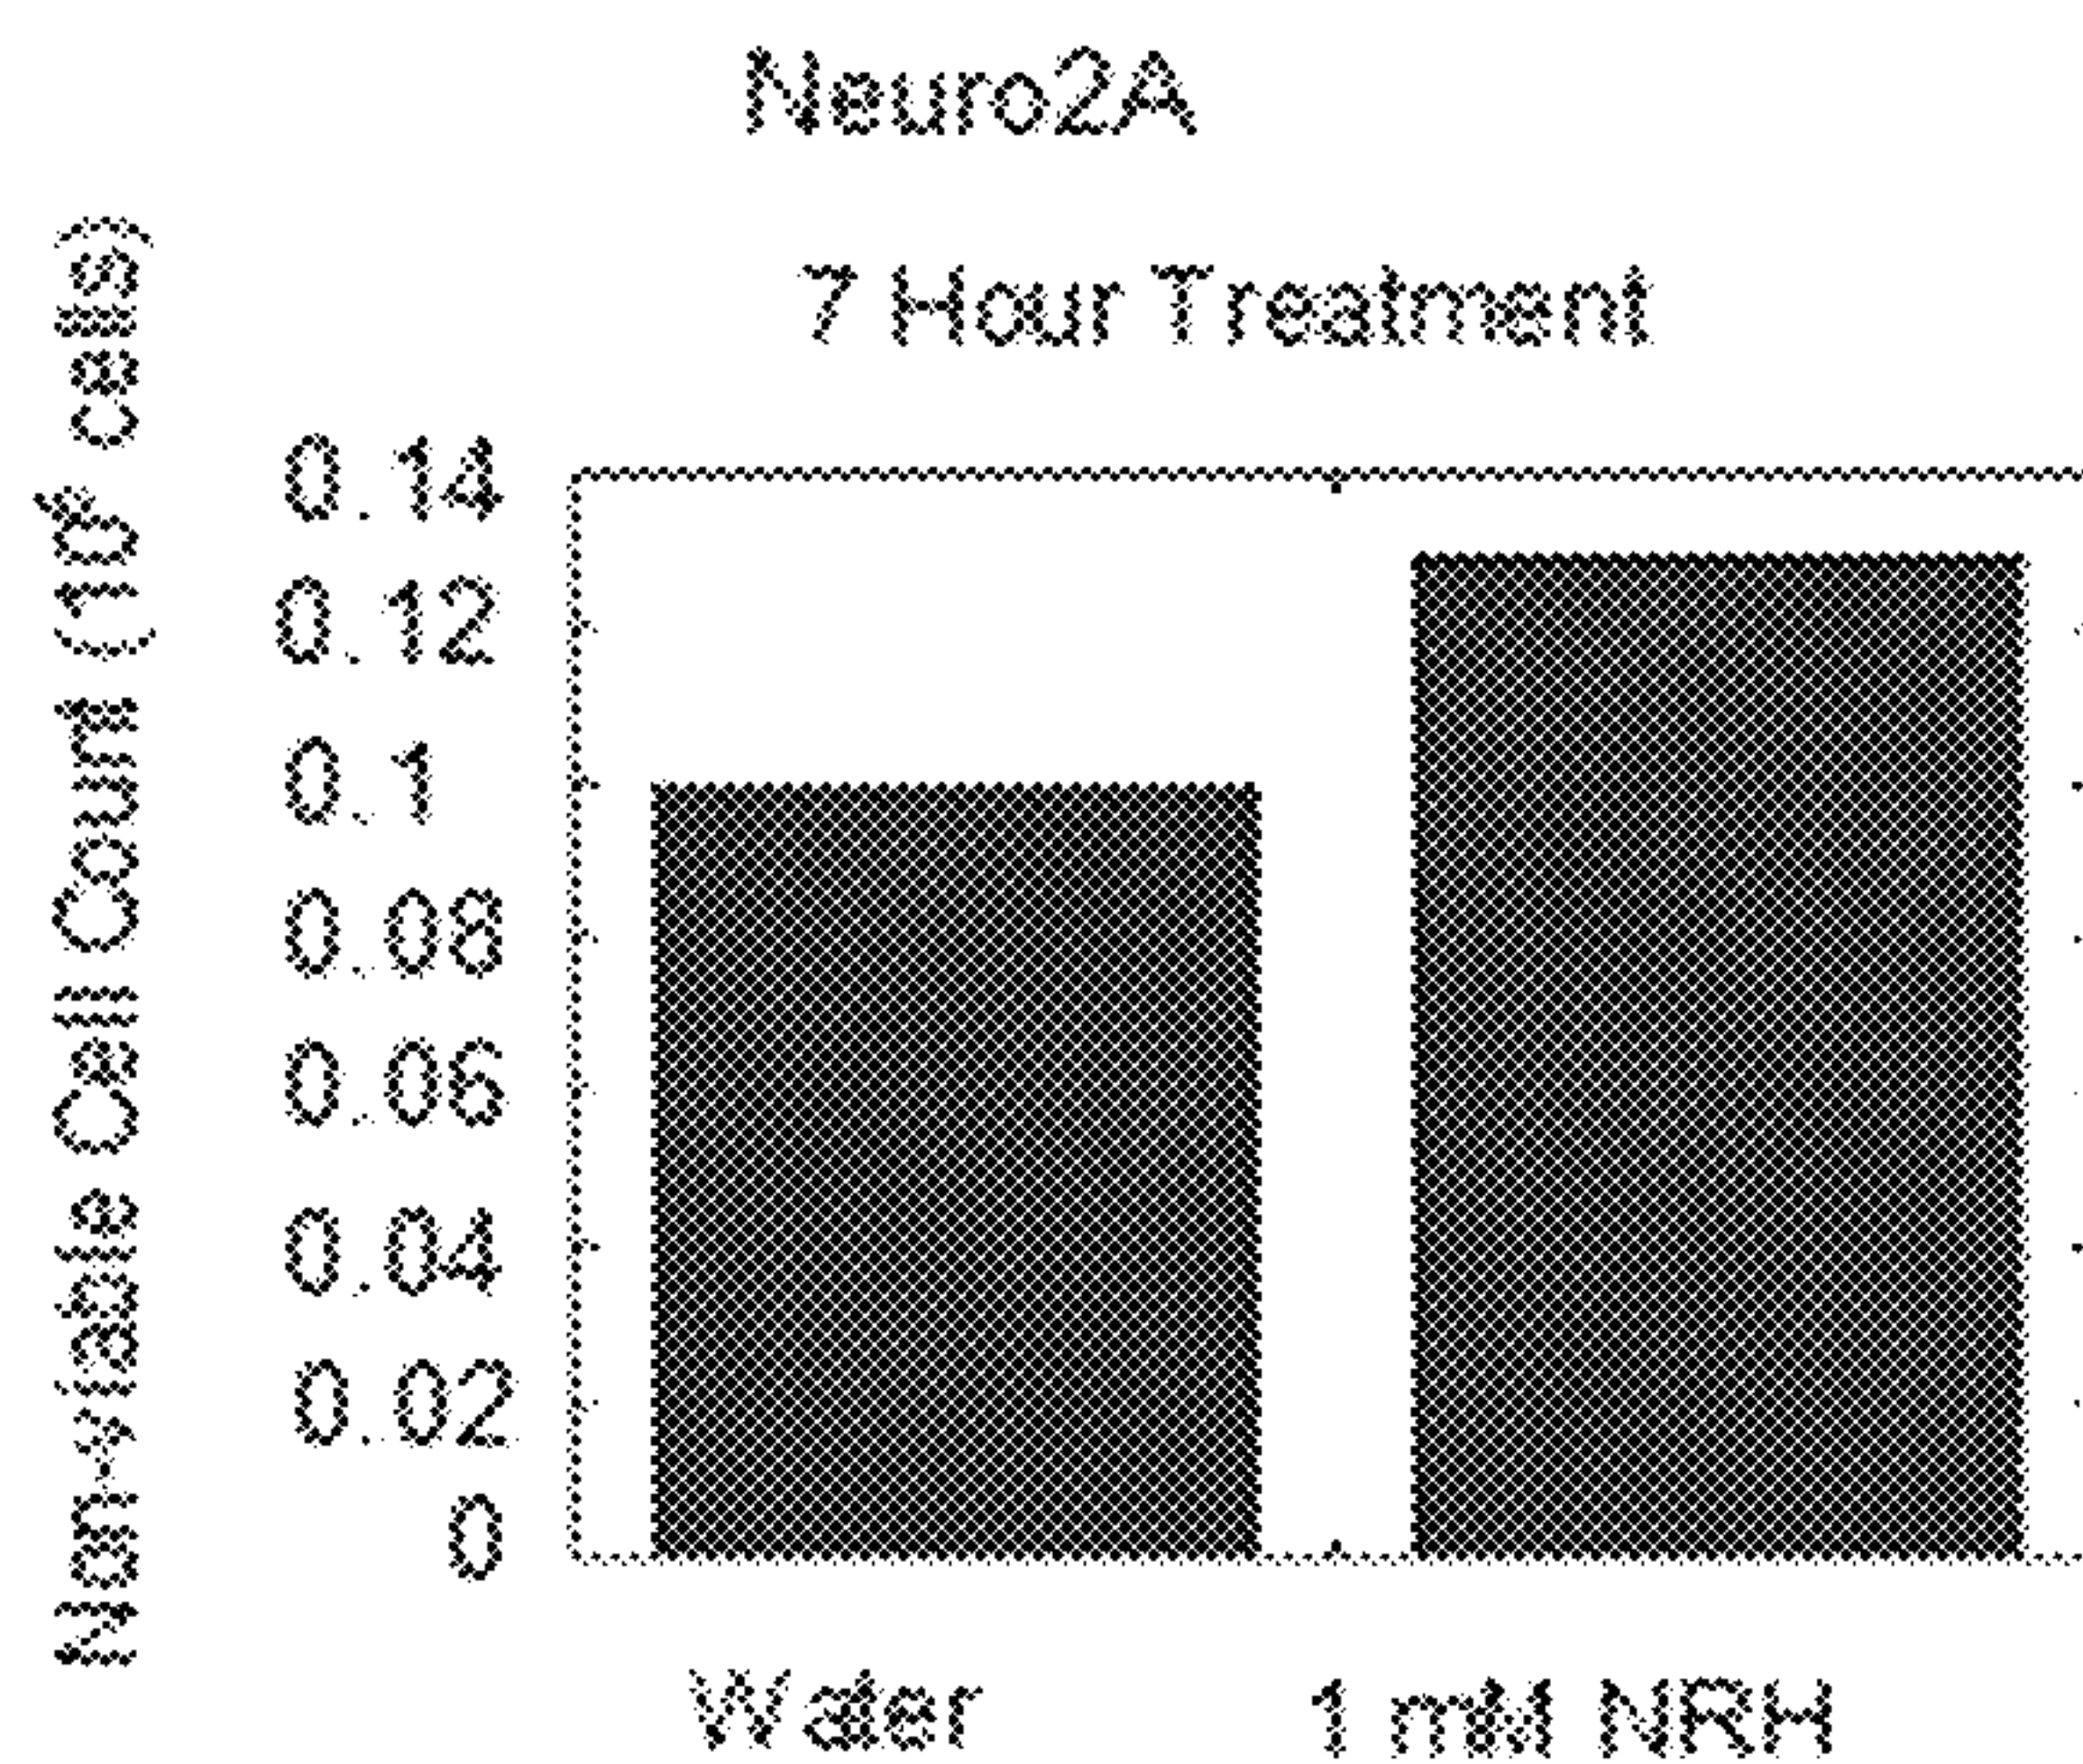 Neuro2A
7 Hour Treatment
Non-viable Cell Count (10⁶ cells)
0.14
0.12
0.1
0.08
0.06
0.04
0.02
0
Water
1 mM NRH